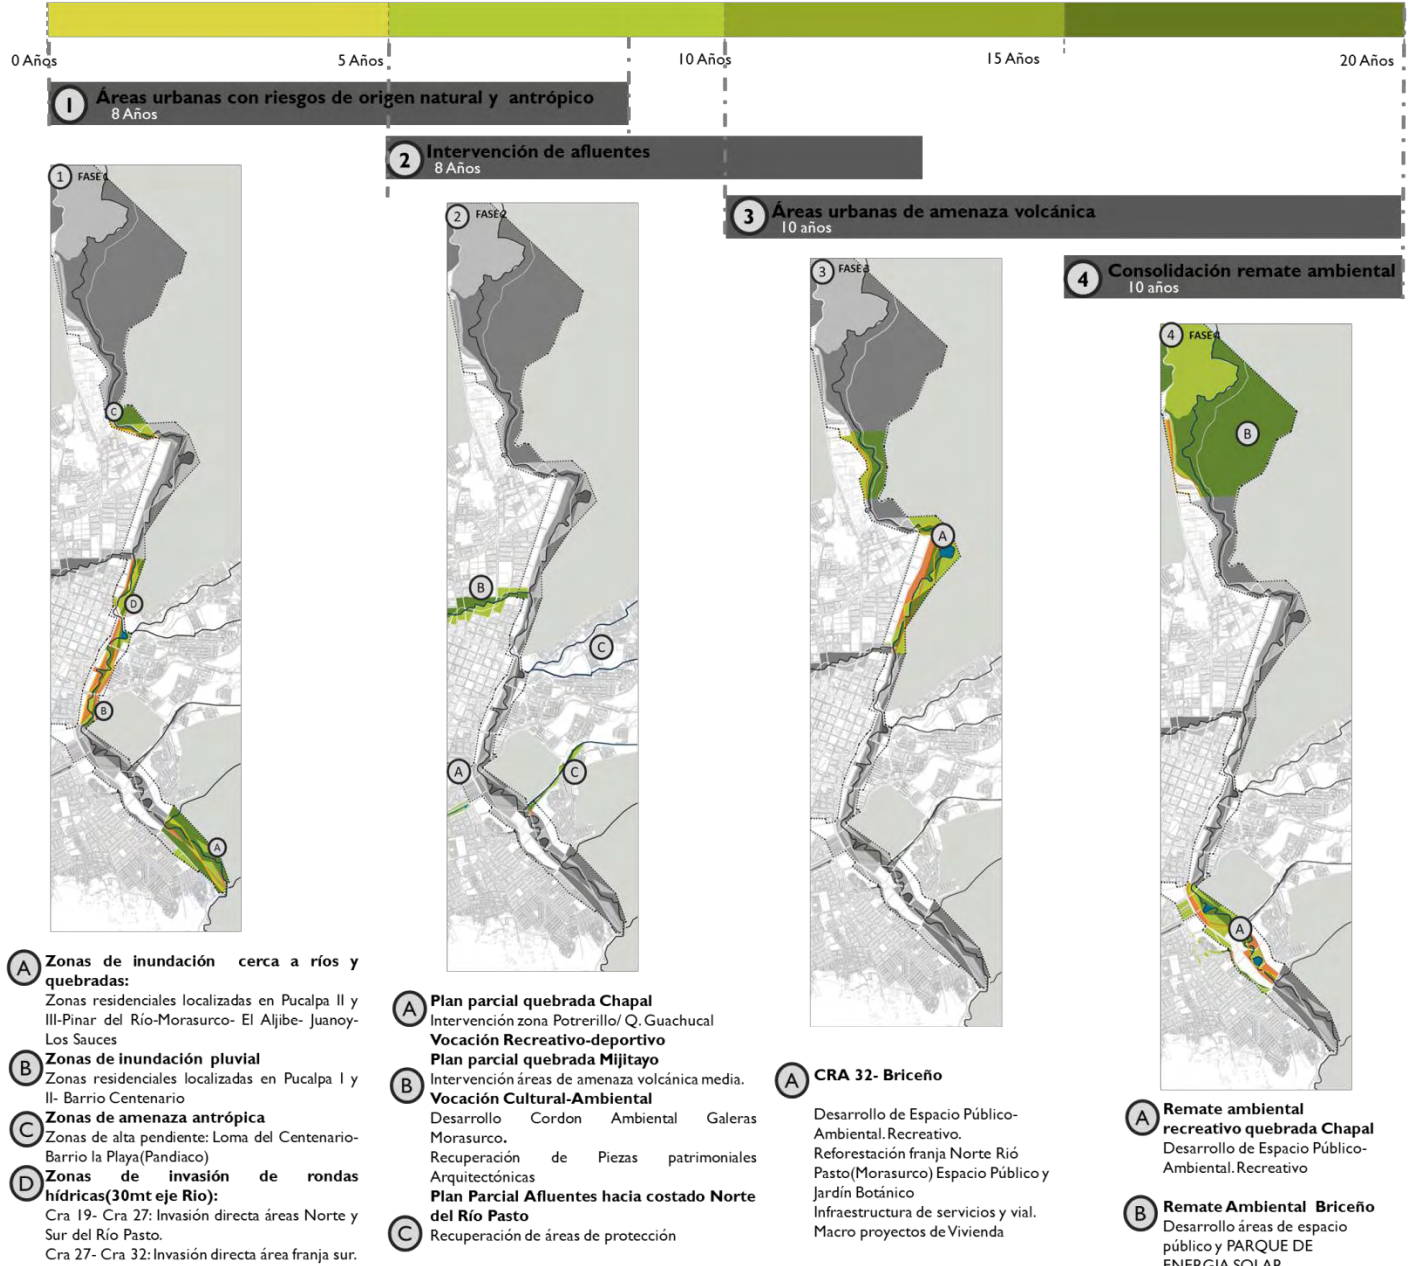 0 Años
5 Años
10 Años
15 Años
20 Años
1 Áreas urbanas con riesgos de origen natural y antrópico
8 Años
2 Intervención de afluentes
8 Años
3 Áreas urbanas de amenaza volcánica
10 años
4 Consolidación remate ambiental
10 años
1 FASE 1
C
D
B
A
A Zonas de inundación cerca a ríos y
quebradas:
Zonas residenciales localizadas en Pucalpa II y
III-Pinar del Río-Morasurco- El Aljibe- Juanoy-
Los Sauces
B Zonas de inundación pluvial
Zonas residenciales localizadas en Pucalpa I y
II- Barrio Centenario
C Zonas de amenaza antrópica
Zonas de alta pendiente: Loma del Centenario-
Barrio la Playa(Pandiaco)
D Zonas de invasión de rondas
hídricas(30mt eje Rio):
Cra 19- Cra 27: Invasión directa áreas Norte y
Sur del Río Pasto.
Cra 27- Cra 32: Invasión directa área franja sur.
2 FASE 2
B
C
A
C
A Plan parcial quebrada Chapal
Intervención zona Potrerillo/ Q. Guachucal
Vocación Recreativo-deportivo
Plan parcial quebrada Mijitayo
B Intervención áreas de amenaza volcánica media.
Vocación Cultural-Ambiental
Desarrollo Cordon Ambiental Galeras
Morasurco.
Recuperación de Piezas patrimoniales
Arquitectónicas
Plan Parcial Afluentes hacia costado Norte
del Río Pasto
C Recuperación de áreas de protección
3 FASE 3
A
A CRA 32- Briceño
Desarrollo de Espacio Público-
Ambiental. Recreativo.
Reforestación franja Norte Rió
Pasto(Morasurco) Espacio Público y
Jardín Botánico
Infraestructura de servicios y vial.
Macro proyectos de Vivienda
4 FASE 4
B
A
A Remate ambiental
recreativo quebrada Chapal
Desarrollo de Espacio Público-
Ambiental. Recreativo
B Remate Ambiental Briceño
Desarrollo áreas de espacio
público y PARQUE DE
ENERGIA SOLAR